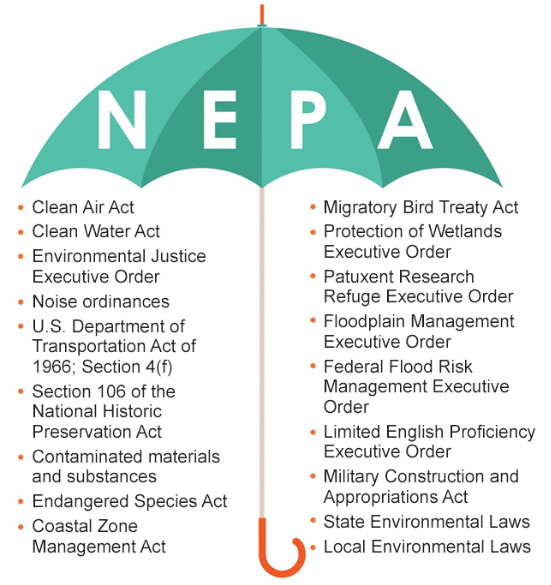 NEPA
• Clean Air Act
• Clean Water Act
• Environmental Justice
Executive Order
• Noise ordinances
• U.S. Department of
Transportation Act of
1966; Section 4(f)
• Section 106 of the
National Historic
Preservation Act
• Contaminated materials
and substances
• Endangered Species Act
• Coastal Zone
Management Act
• Migratory Bird Treaty Act
• Protection of Wetlands
Executive Order
• Patuxent Research
Refuge Executive Order
• Floodplain Management
Executive Order
• Federal Flood Risk
Management Executive
Order
• Limited English Proficiency
Executive Order
• Military Construction and
Appropriations Act
• State Environmental Laws
• Local Environmental Laws